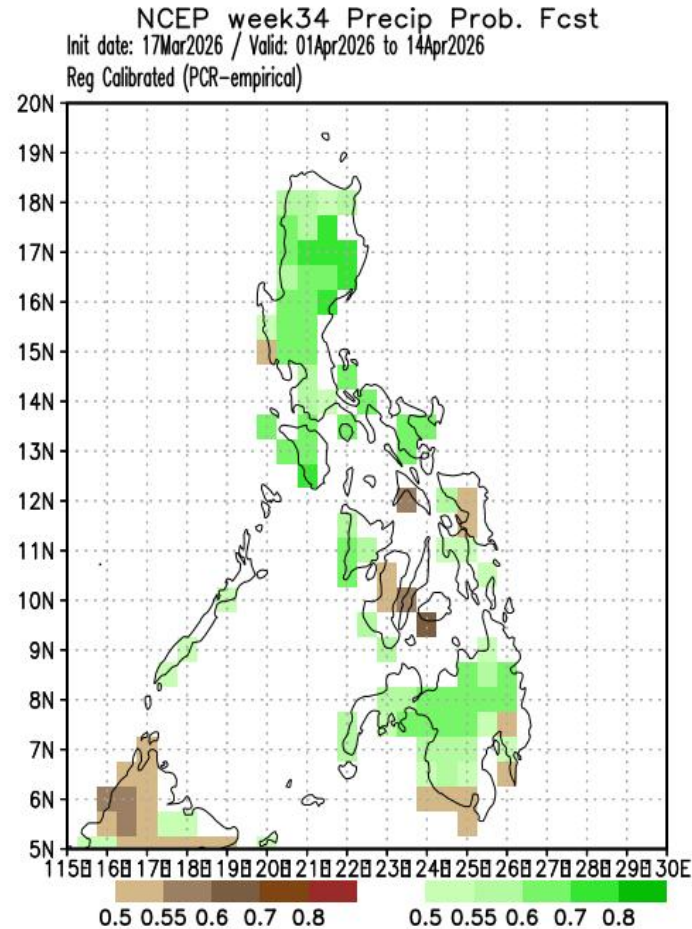 NCEP week34 Precip Prob. Fcst
Init date: 17Mar2026 / Valid: 01Apr2026 to 14Apr2026
Reg Calibrated (PCR-empirical)
20N
19N
18N
17N
16N
15N
14N
13N
12N
11N
10N
9N
8N
7N
6N
5N
115E 116E 117E 118E 119E 120E 121E 122E 123E 124E 125E 126E 127E 128E 129E 130E
0.5 0.55 0.6 0.7 0.8 0.5 0.55 0.6 0.7 0.8